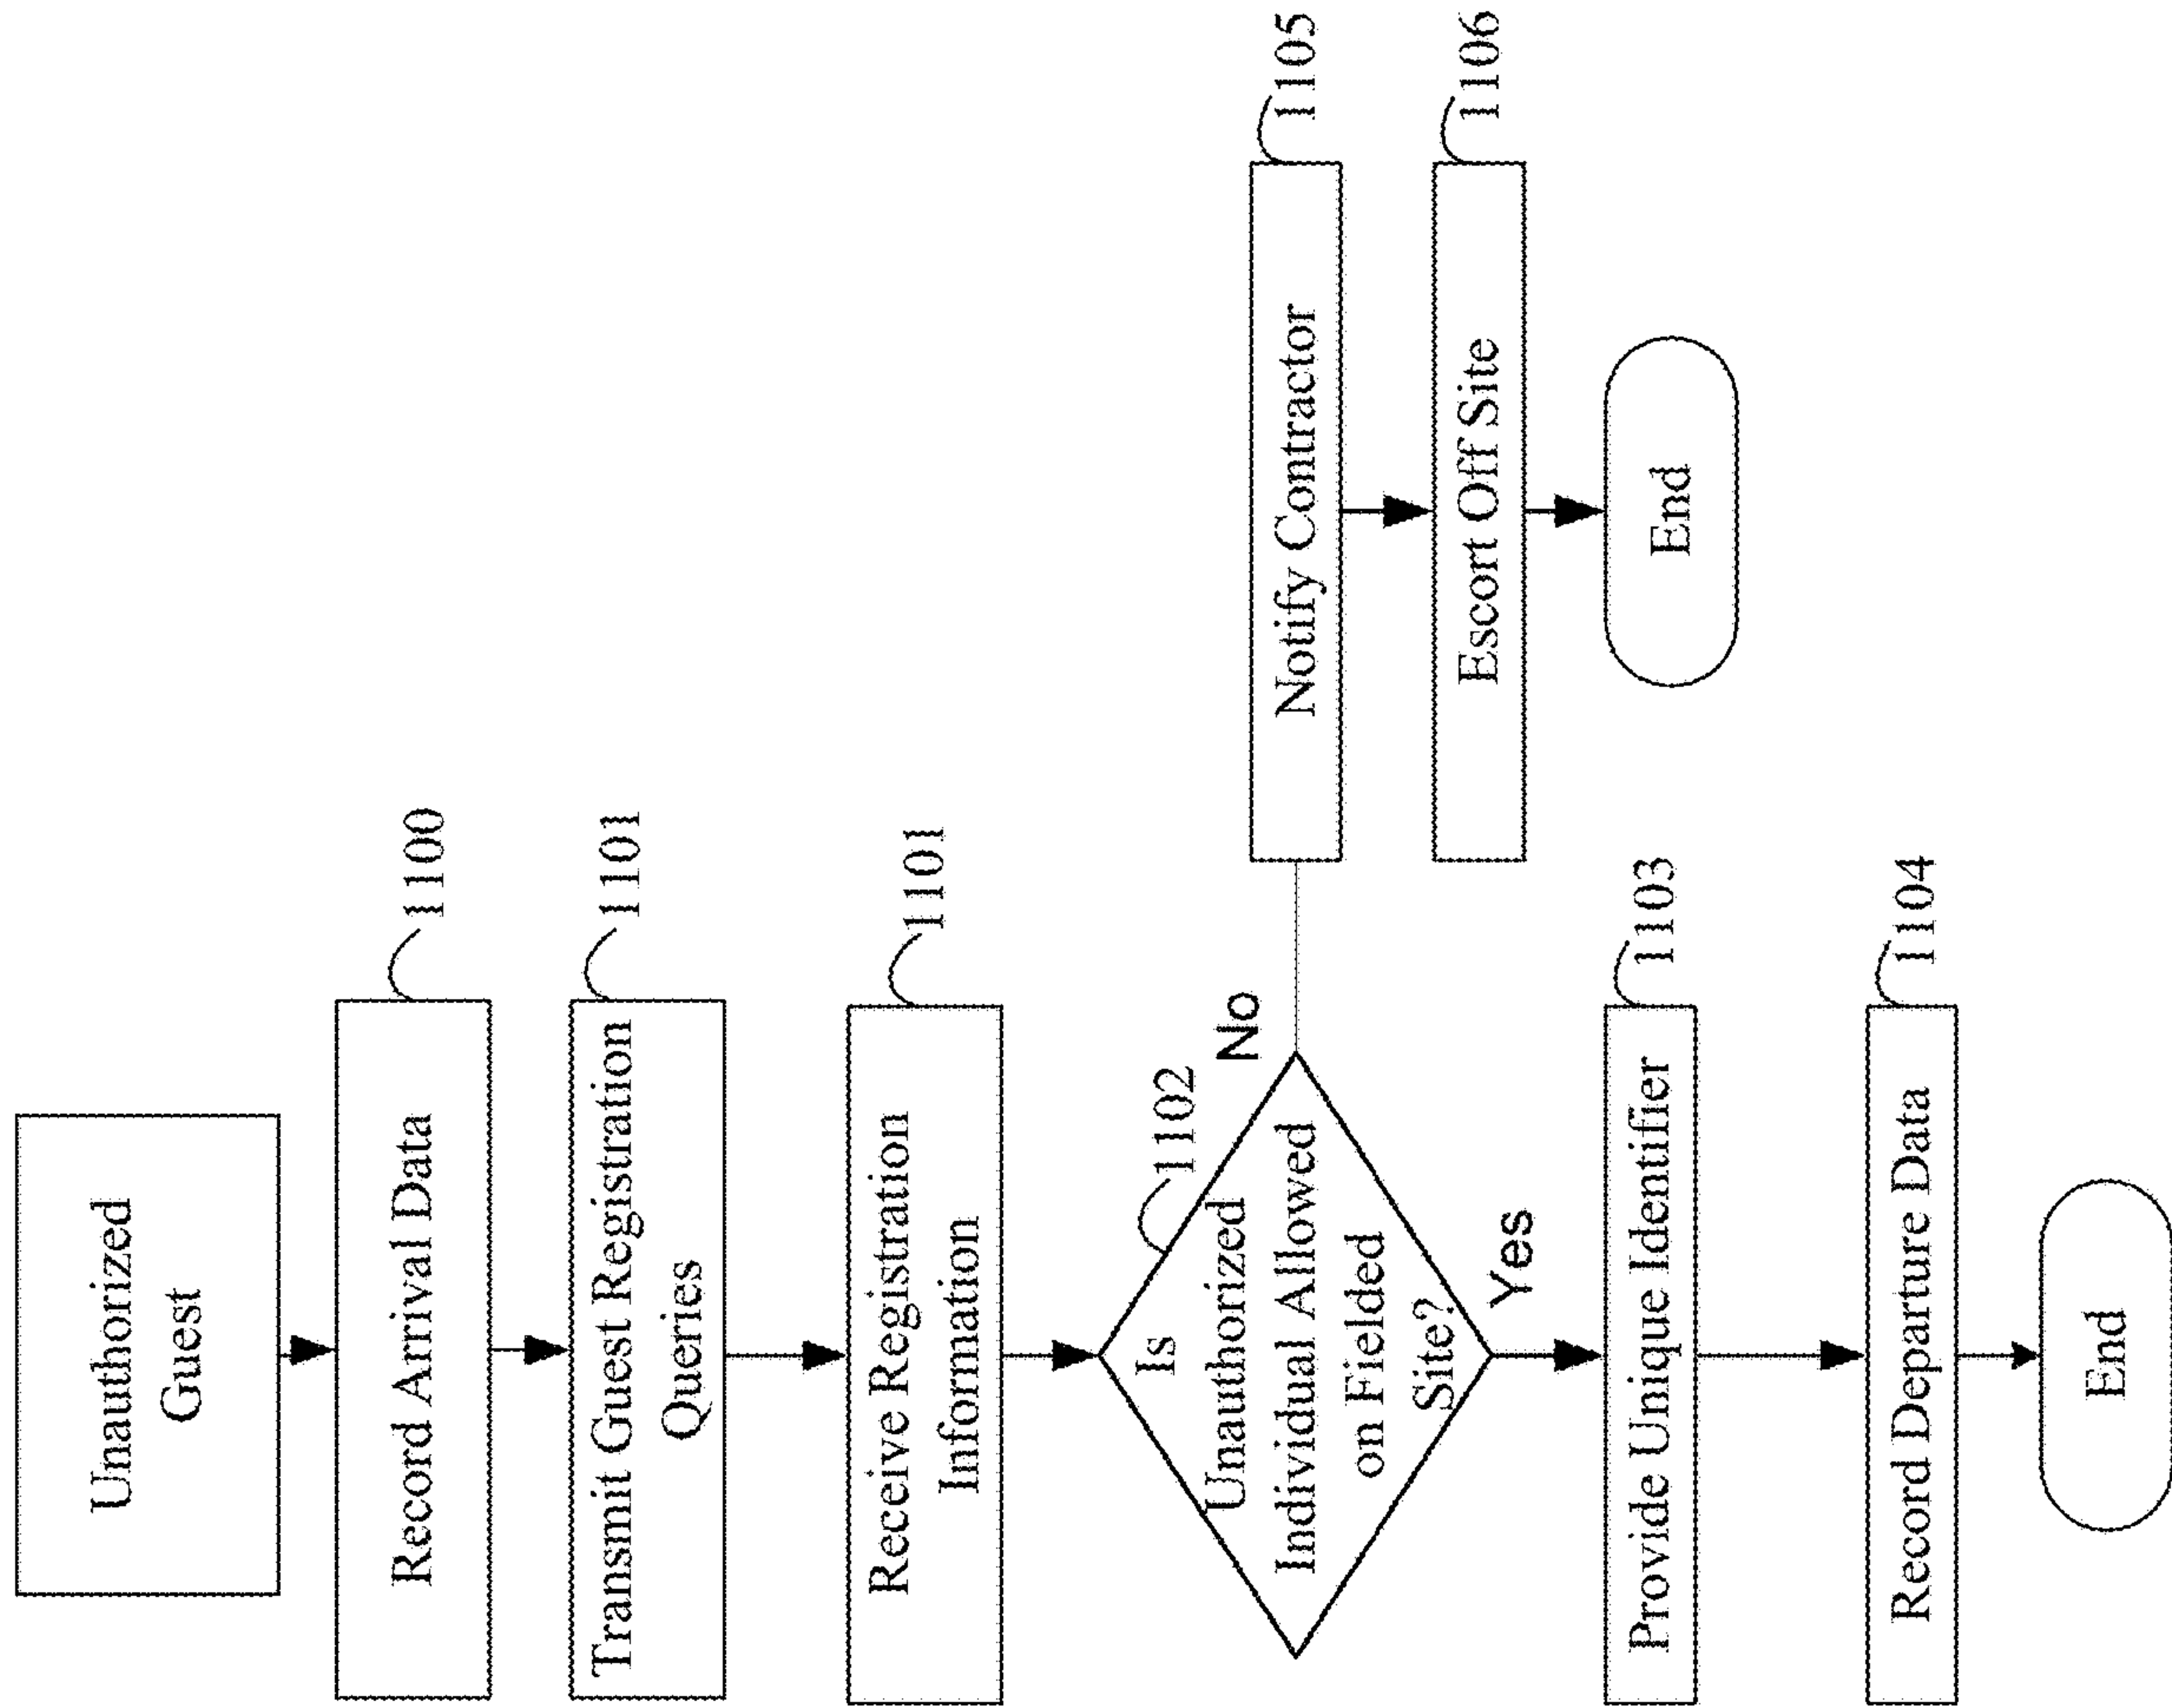 Unauthorized
Guest
Record Arrival Data
1100
Transmit Guest Registration
Queries
1101
Receive Registration
Information
1101
Is
Unauthorized
Individual Allowed
on Fielded
Site?
1102
No
Notify Contractor
1105
Escort Off Site
1106
End
Yes
Provide Unique Identifier
1103
Record Departure Data
1104
End